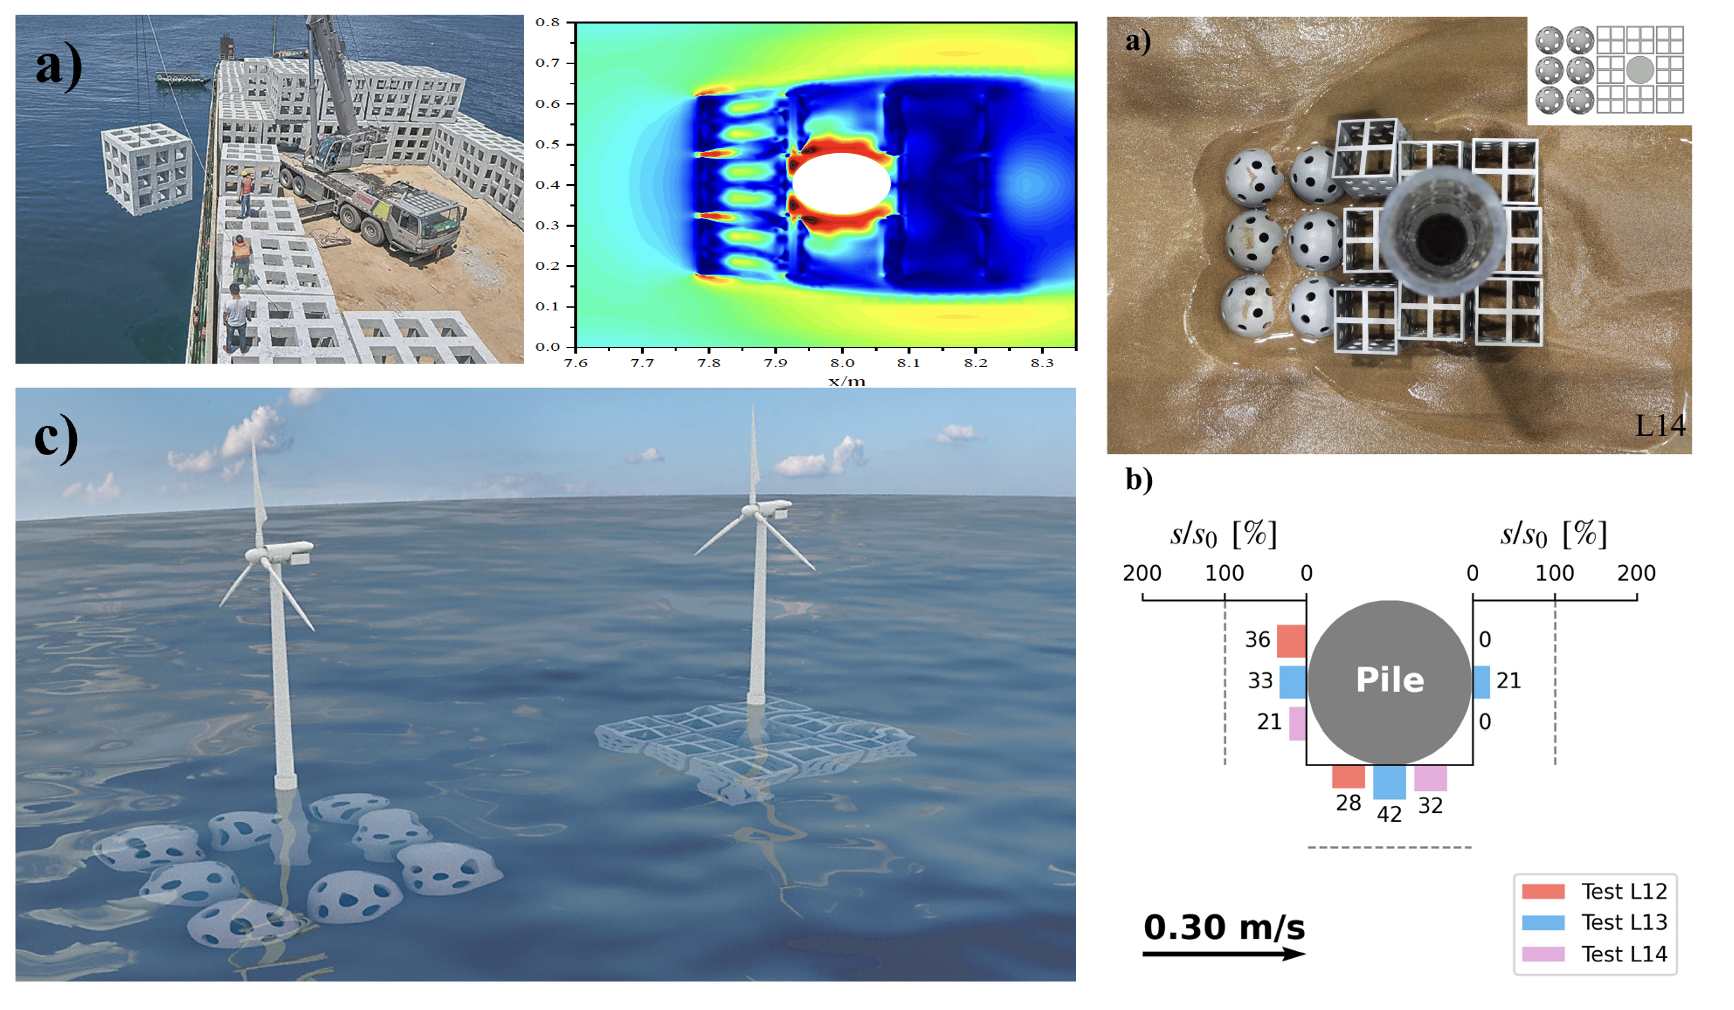 a)
0.8
0.7
0.6
0.5
0.4
0.3
0.2
0.1
0.0
7.6 7.7 7.8 7.9 8.0 8.1 8.2 8.3
x/m
c)
a)
L14
b)
s/s0 [%] s/s0 [%]
200 100 0 0 100 200
36 0
33 Pile 21
21 0
28 42 32
0.30 m/s
Test L12
Test L13
Test L14